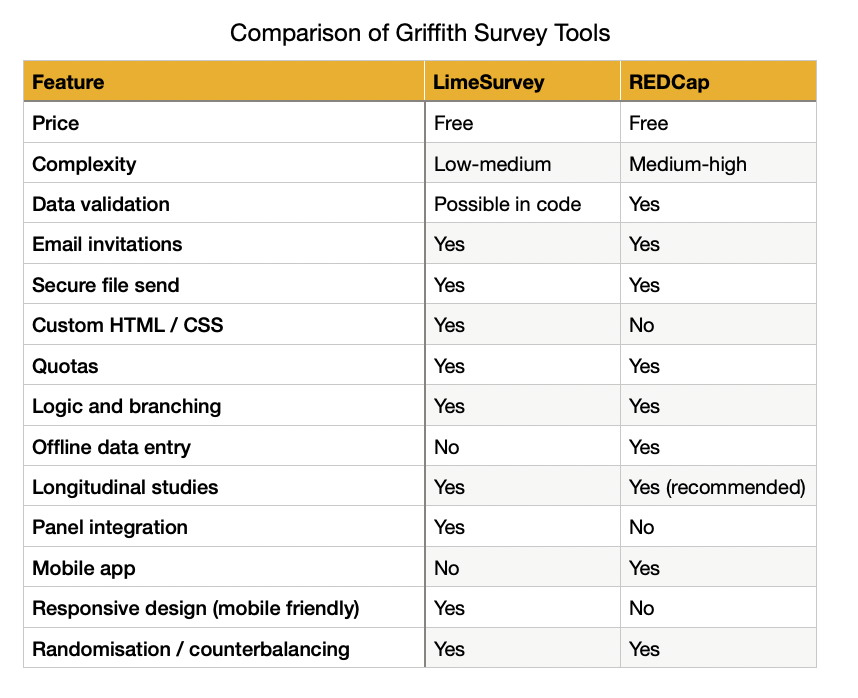 Comparison of Griffith Survey Tools
Feature LimeSurvey REDCap
Price Free Free
Complexity Low-medium Medium-high
Data validation Possible in code Yes
Email invitations Yes Yes
Secure file send Yes Yes
Custom HTML / CSS Yes No
Quotas Yes Yes
Logic and branching Yes Yes
Offline data entry No Yes
Longitudinal studies Yes Yes (recommended)
Panel integration Yes No
Mobile app No Yes
Responsive design (mobile friendly) Yes No
Randomisation / counterbalancing Yes Yes